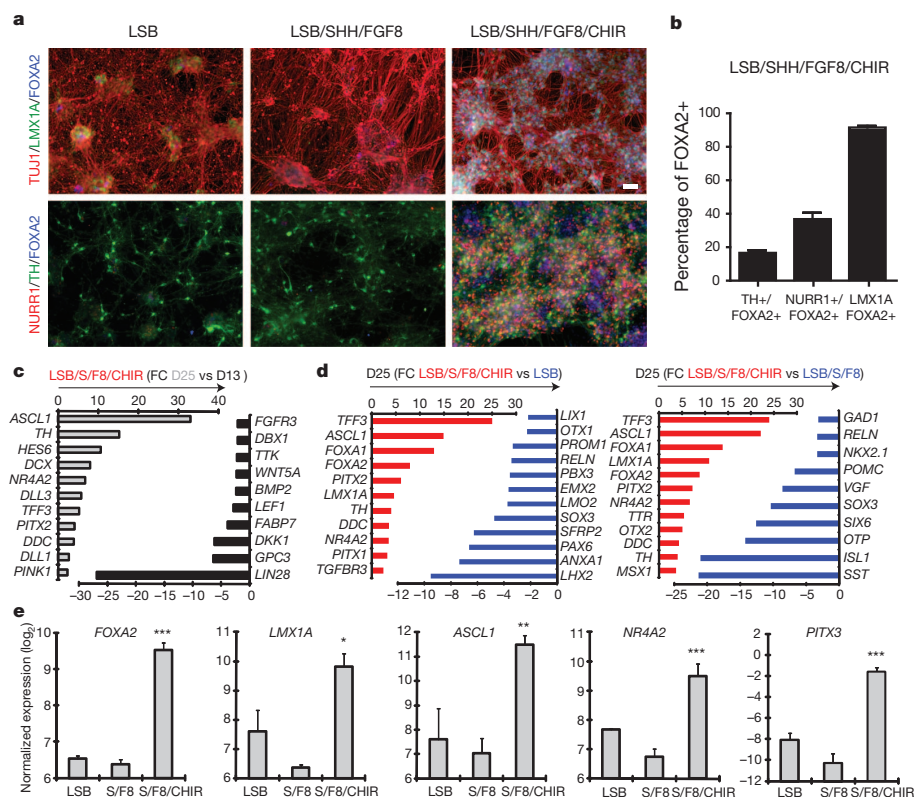 a
LSB
LSB/SHH/FGF8
LSB/SHH/FGF8/CHIR
TUJ1/LMX1A/FOXA2
NURR1/TH/FOXA2
b
LSB/SHH/FGF8/CHIR
Percentage of FOXA2+
100
80
60
40
20
0
TH+/
FOXA2+
NURR1+/
FOXA2+
LMX1A
FOXA2+
c
LSB/S/F8/CHIR (FC D25 vs D13 )
0 10 20 30 40
ASCL1
TH
HES6
DCX
NR4A2
DLL3
TFF3
PITX2
DDC
DLL1
PINK1
FGFR3
DBX1
TTK
WNT5A
BMP2
LEF1
FABP7
DKK1
GPC3
LIN28
−30 −25 −20 −15 −10 −5 0
d
D25 (FC LSB/S/F8/CHIR vs LSB)
0 5 10 15 20 25 30
TFF3
ASCL1
FOXA1
FOXA2
PITX2
LMX1A
TH
DDC
NR4A2
PITX1
TGFBR3
LIX1
OTX1
PROM1
RELN
PBX3
EMX2
LMO2
SOX3
SFRP2
PAX6
ANXA1
LHX2
−12 −10 −8 −6 −4 −2 0
D25 (FC LSB/S/F8/CHIR vs LSB/S/F8)
0 5 10 15 20 25 30
TFF3
ASCL1
FOXA1
LMX1A
FOXA2
PITX2
NR4A2
TTR
OTX2
DDC
TH
MSX1
GAD1
RELN
NKX2.1
POMC
VGF
SOX3
SIX6
OTP
ISL1
SST
−25 −20 −15 −10 −5 0
e
Normalized expression (log2)
FOXA2
***
10
9
8
7
6
LSB S/F8 S/F8/CHIR
LMX1A
*
11
10
9
8
7
6
LSB S/F8 S/F8/CHIR
ASCL1
**
12
11
10
9
8
7
6
LSB S/F8 S/F8/CHIR
NR4A2
***
11
10
9
8
7
6
LSB S/F8 S/F8/CHIR
PITX3
***
2
0
−1
−2
−4
−6
−8
−10
−12
LSB S/F8 S/F8/CHIR